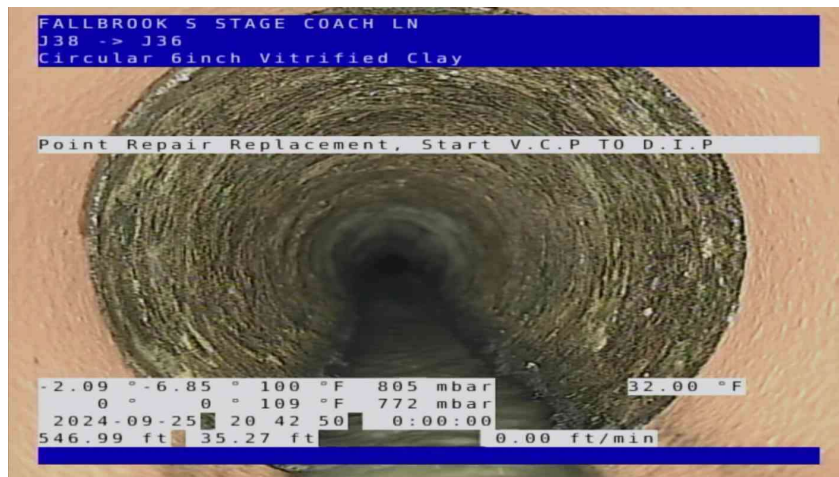 FALLBROOK S STAGE COACH LN
J38 -> J36
Circular 6inch Vitrified Clay
Point Repair Replacement, Start V.C.P TO D.I.P
-2.09 °-6.85 ° 100 °F 805 mbar 32.00 °F
0 ° 0 ° 109 °F 772 mbar
2024-09-25 20 42 50 0:00:00
546.99 ft 35.27 ft 0.00 ft/min